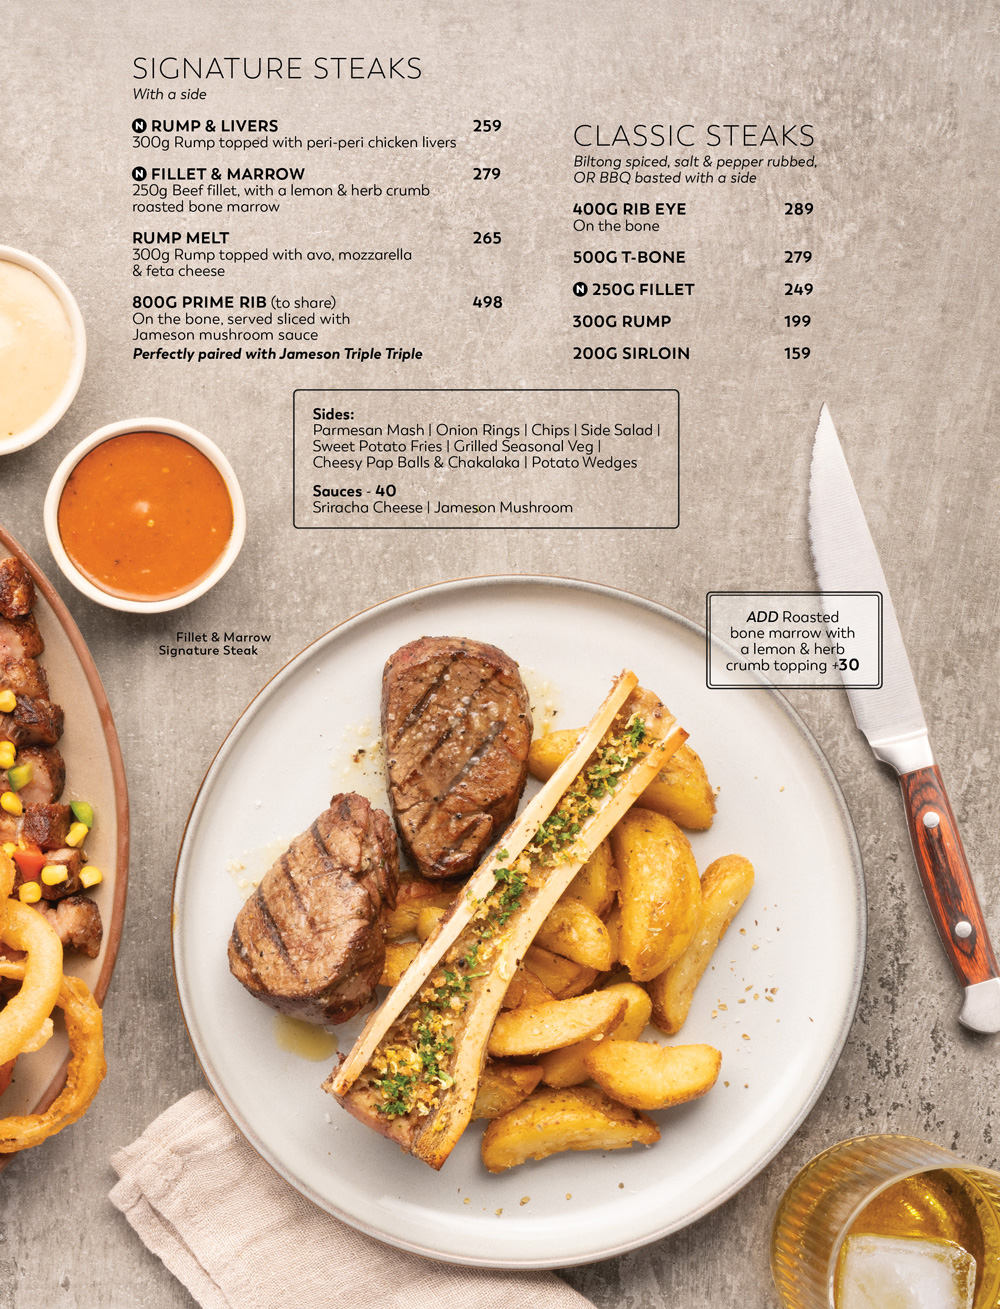 SIGNATURE STEAKS
With a side
N RUMP & LIVERS 259
300g Rump topped with peri-peri chicken livers
N FILLET & MARROW 279
250g Beef fillet, with a lemon & herb crumb
roasted bone marrow
RUMP MELT 265
300g Rump topped with avo, mozzarella
& feta cheese
800G PRIME RIB (to share) 498
On the bone, served sliced with
Jameson mushroom sauce
Perfectly paired with Jameson Triple Triple
CLASSIC STEAKS
Biltong spiced, salt & pepper rubbed,
OR BBQ basted with a side
400G RIB EYE 289
On the bone
500G T-BONE 279
N 250G FILLET 249
300G RUMP 199
200G SIRLOIN 159
Sides:
Parmesan Mash | Onion Rings | Chips | Side Salad |
Sweet Potato Fries | Grilled Seasonal Veg |
Cheesy Pap Balls & Chakalaka | Potato Wedges
Sauces - 40
Sriracha Cheese | Jameson Mushroom
ADD Roasted
bone marrow with
a lemon & herb
crumb topping +30
Fillet & Marrow
Signature Steak